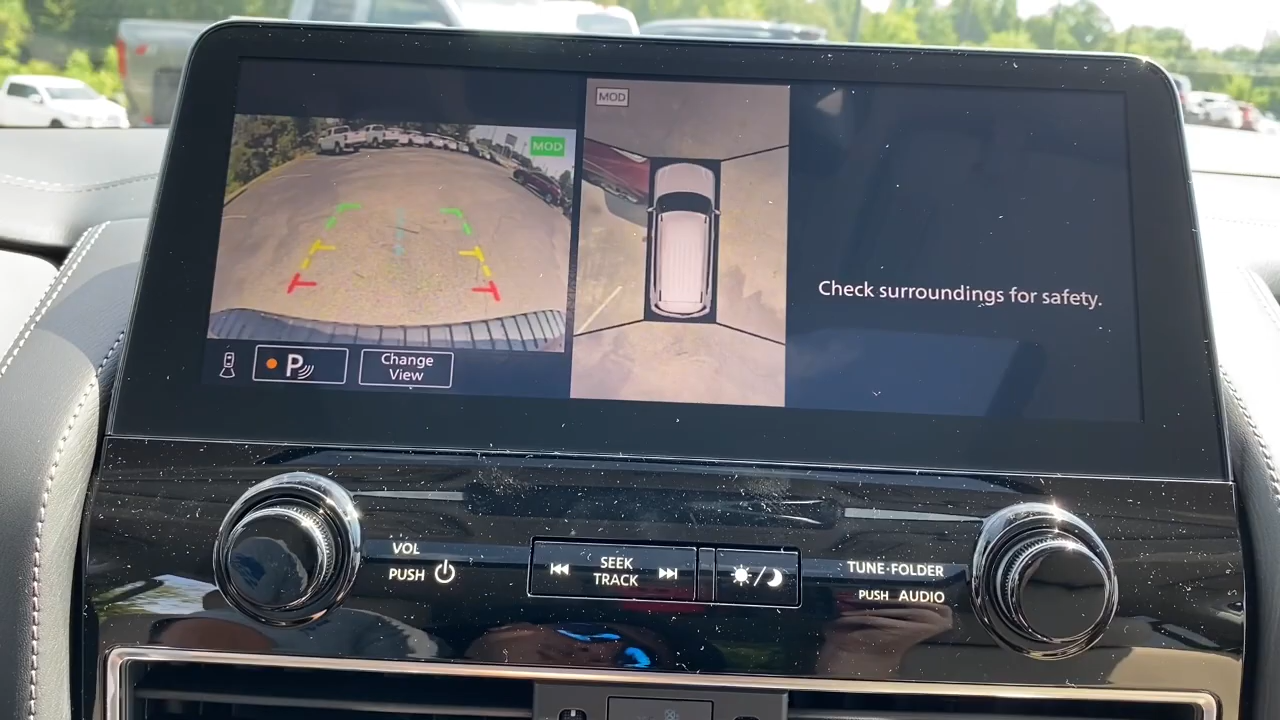 MOD
MOD
Check surroundings for safety.
P
Change
View
VOL
PUSH
SEEK
TRACK
TUNE·FOLDER
PUSH AUDIO